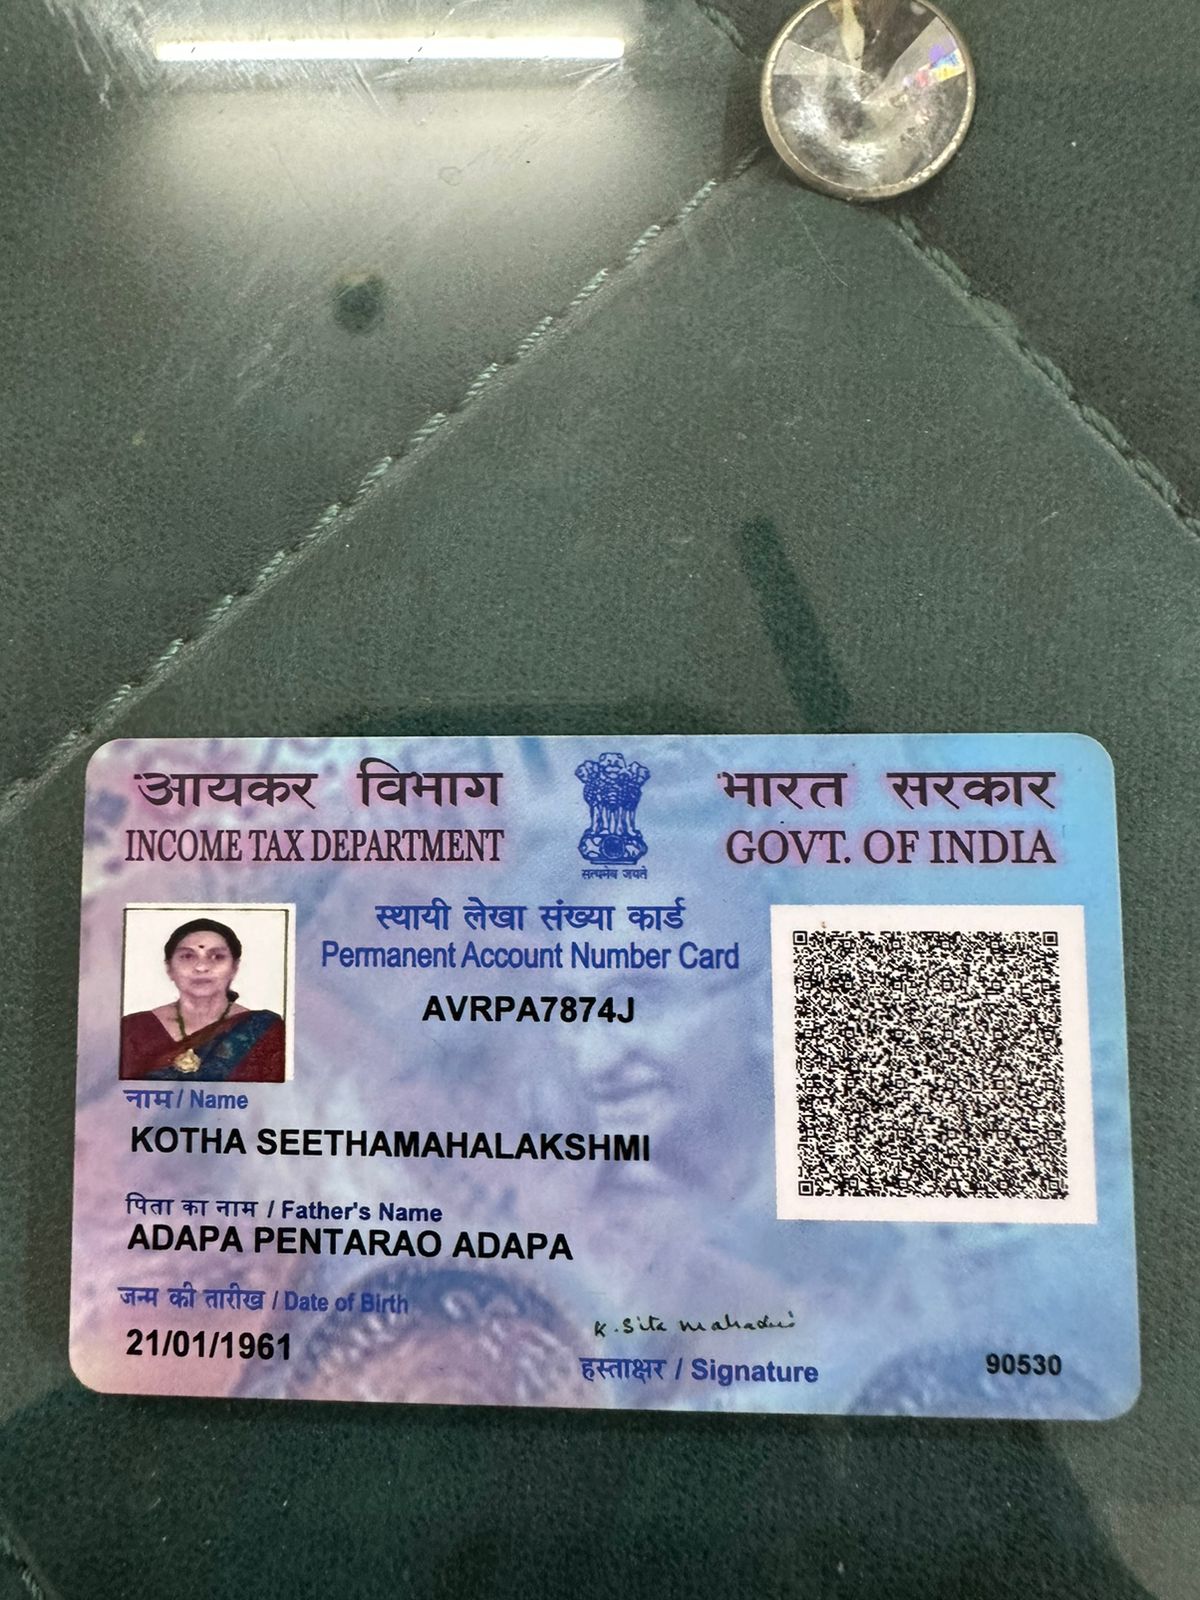 आयकर विभाग
INCOME TAX DEPARTMENT
सत्यमेव जयते
भारत सरकार
GOVT. OF INDIA
स्थायी लेखा संख्या कार्ड
Permanent Account Number Card
AVRPA7874J
नाम / Name
KOTHA SEETHAMAHALAKSHMI
पिता का नाम / Father's Name
ADAPA PENTARAO ADAPA
जन्म की तारीख / Date of Birth
21/01/1961
K. Sita
हस्ताक्षर / Signature
90530